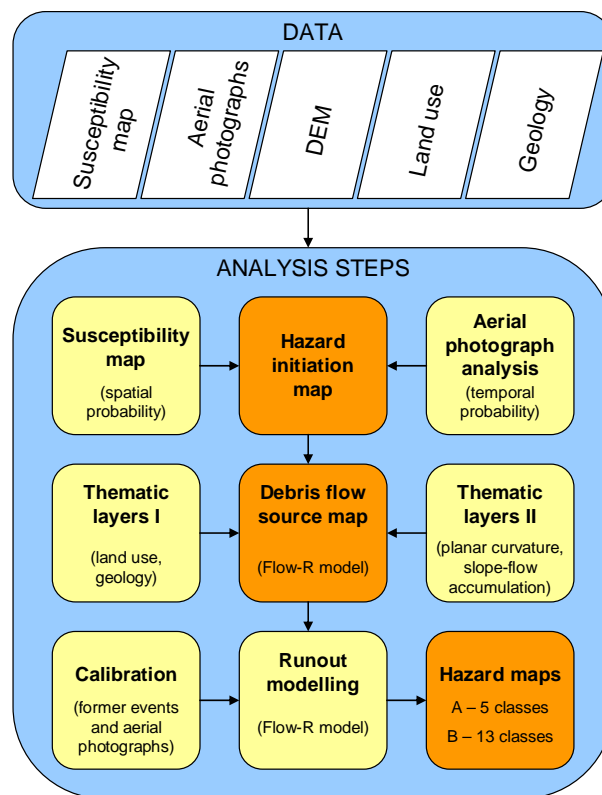 DATA
Susceptibility
map
Aerial
photographs
DEM
Land use
Geology
ANALYSIS STEPS
Susceptibility
map
(spatial
probability)
Hazard
initiation
map
Aerial
photograph
analysis
(temporal
probability)
Thematic
layers I
(land use,
geology)
Debris flow
source map
(Flow-R model)
Thematic
layers II
(planar curvature,
slope-flow
accumulation)
Calibration
(former events
and aerial
photographs)
Runout
modelling
(Flow-R model)
Hazard maps
A – 5 classes
B – 13 classes